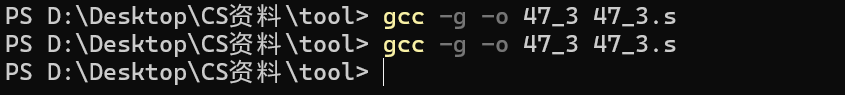 PS D:\Desktop\CS资料\tool> gcc -g -o 47_3 47_3.s
PS D:\Desktop\CS资料\tool> gcc -g -o 47_3 47_3.s
PS D:\Desktop\CS资料\tool>